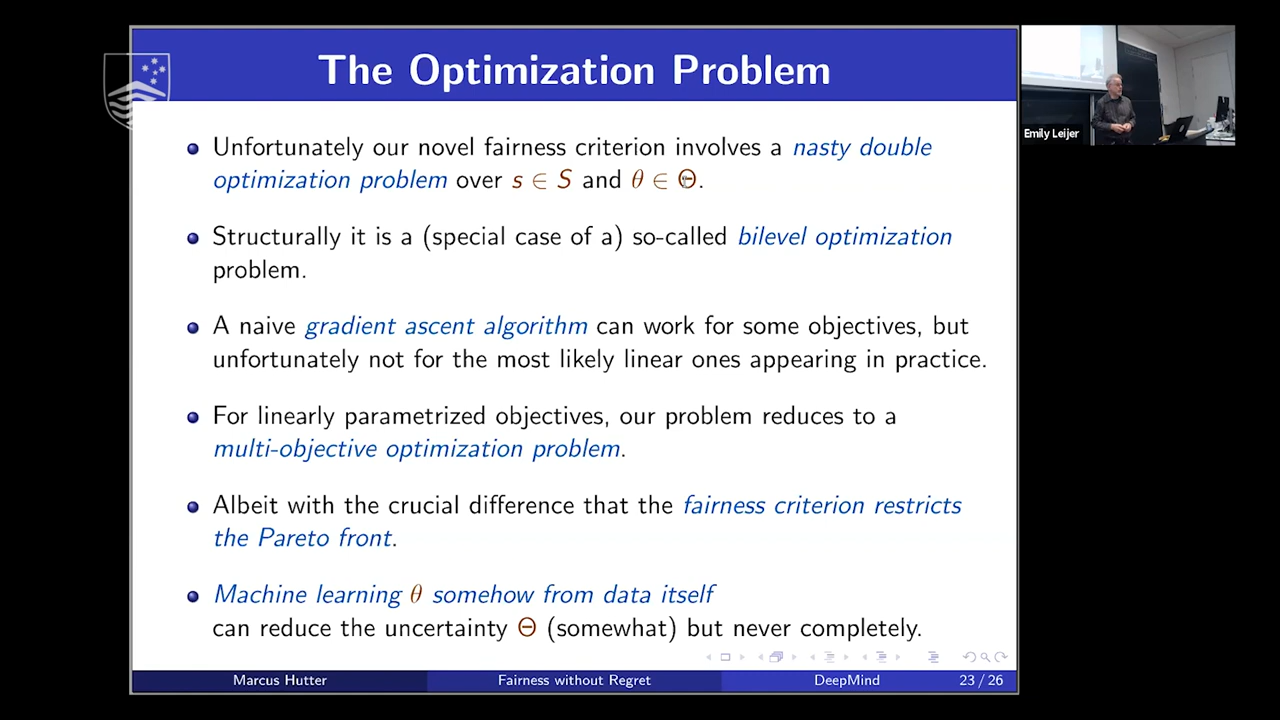 The Optimization Problem
Unfortunately our novel fairness criterion involves a nasty double
optimization problem over s ∈ S and θ ∈ Θ.
Structurally it is a (special case of a) so-called bilevel optimization
problem.
A naive gradient ascent algorithm can work for some objectives, but
unfortunately not for the most likely linear ones appearing in practice.
For linearly parametrized objectives, our problem reduces to a
multi-objective optimization problem.
Albeit with the crucial difference that the fairness criterion restricts
the Pareto front.
Machine learning θ somehow from data itself
can reduce the uncertainty Θ (somewhat) but never completely.
Marcus Hutter Fairness without Regret DeepMind 23 / 26
Emily Leijer